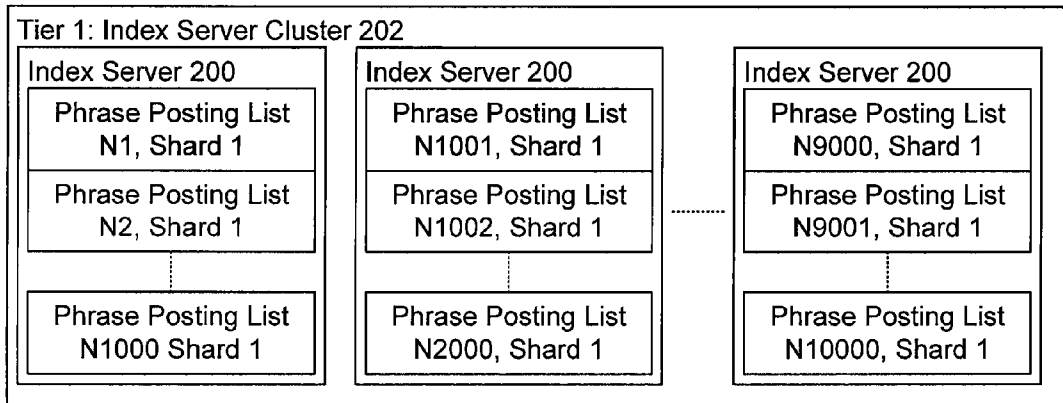 Tier 1: Index Server Cluster 202
Index Server 200
Phrase Posting List
N1, Shard 1
Phrase Posting List
N2, Shard 1
Phrase Posting List
N1000 Shard 1
Index Server 200
Phrase Posting List
N1001, Shard 1
Phrase Posting List
N1002, Shard 1
Phrase Posting List
N2000, Shard 1
Index Server 200
Phrase Posting List
N9000, Shard 1
Phrase Posting List
N9001, Shard 1
Phrase Posting List
N10000, Shard 1